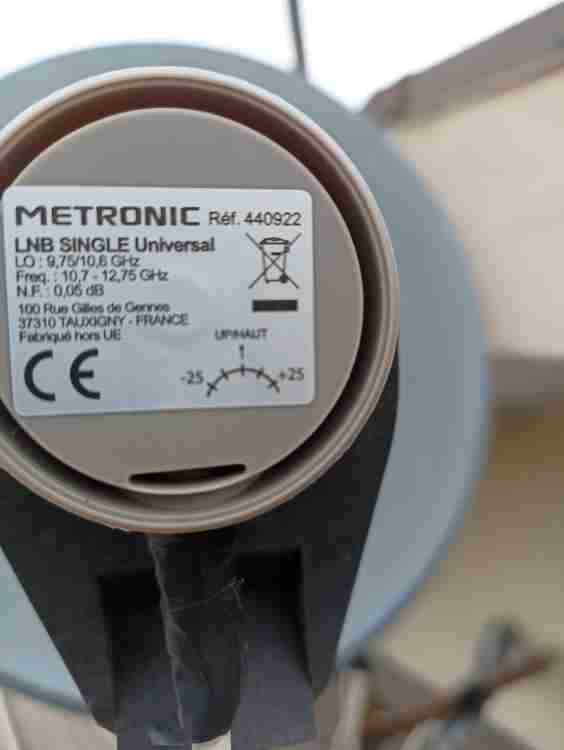 METRONIC Réf. 440922
LNB SINGLE Universal
LO : 9,75/10,6 GHz
Freq. : 10,7 - 12,75 GHz
N.F. : 0,05 dB
100 Rue Gilles de Gennes
37310 TAUXIGNY - FRANCE
Fabriqué hors UE
UP/HAUT
CE
-25 +25